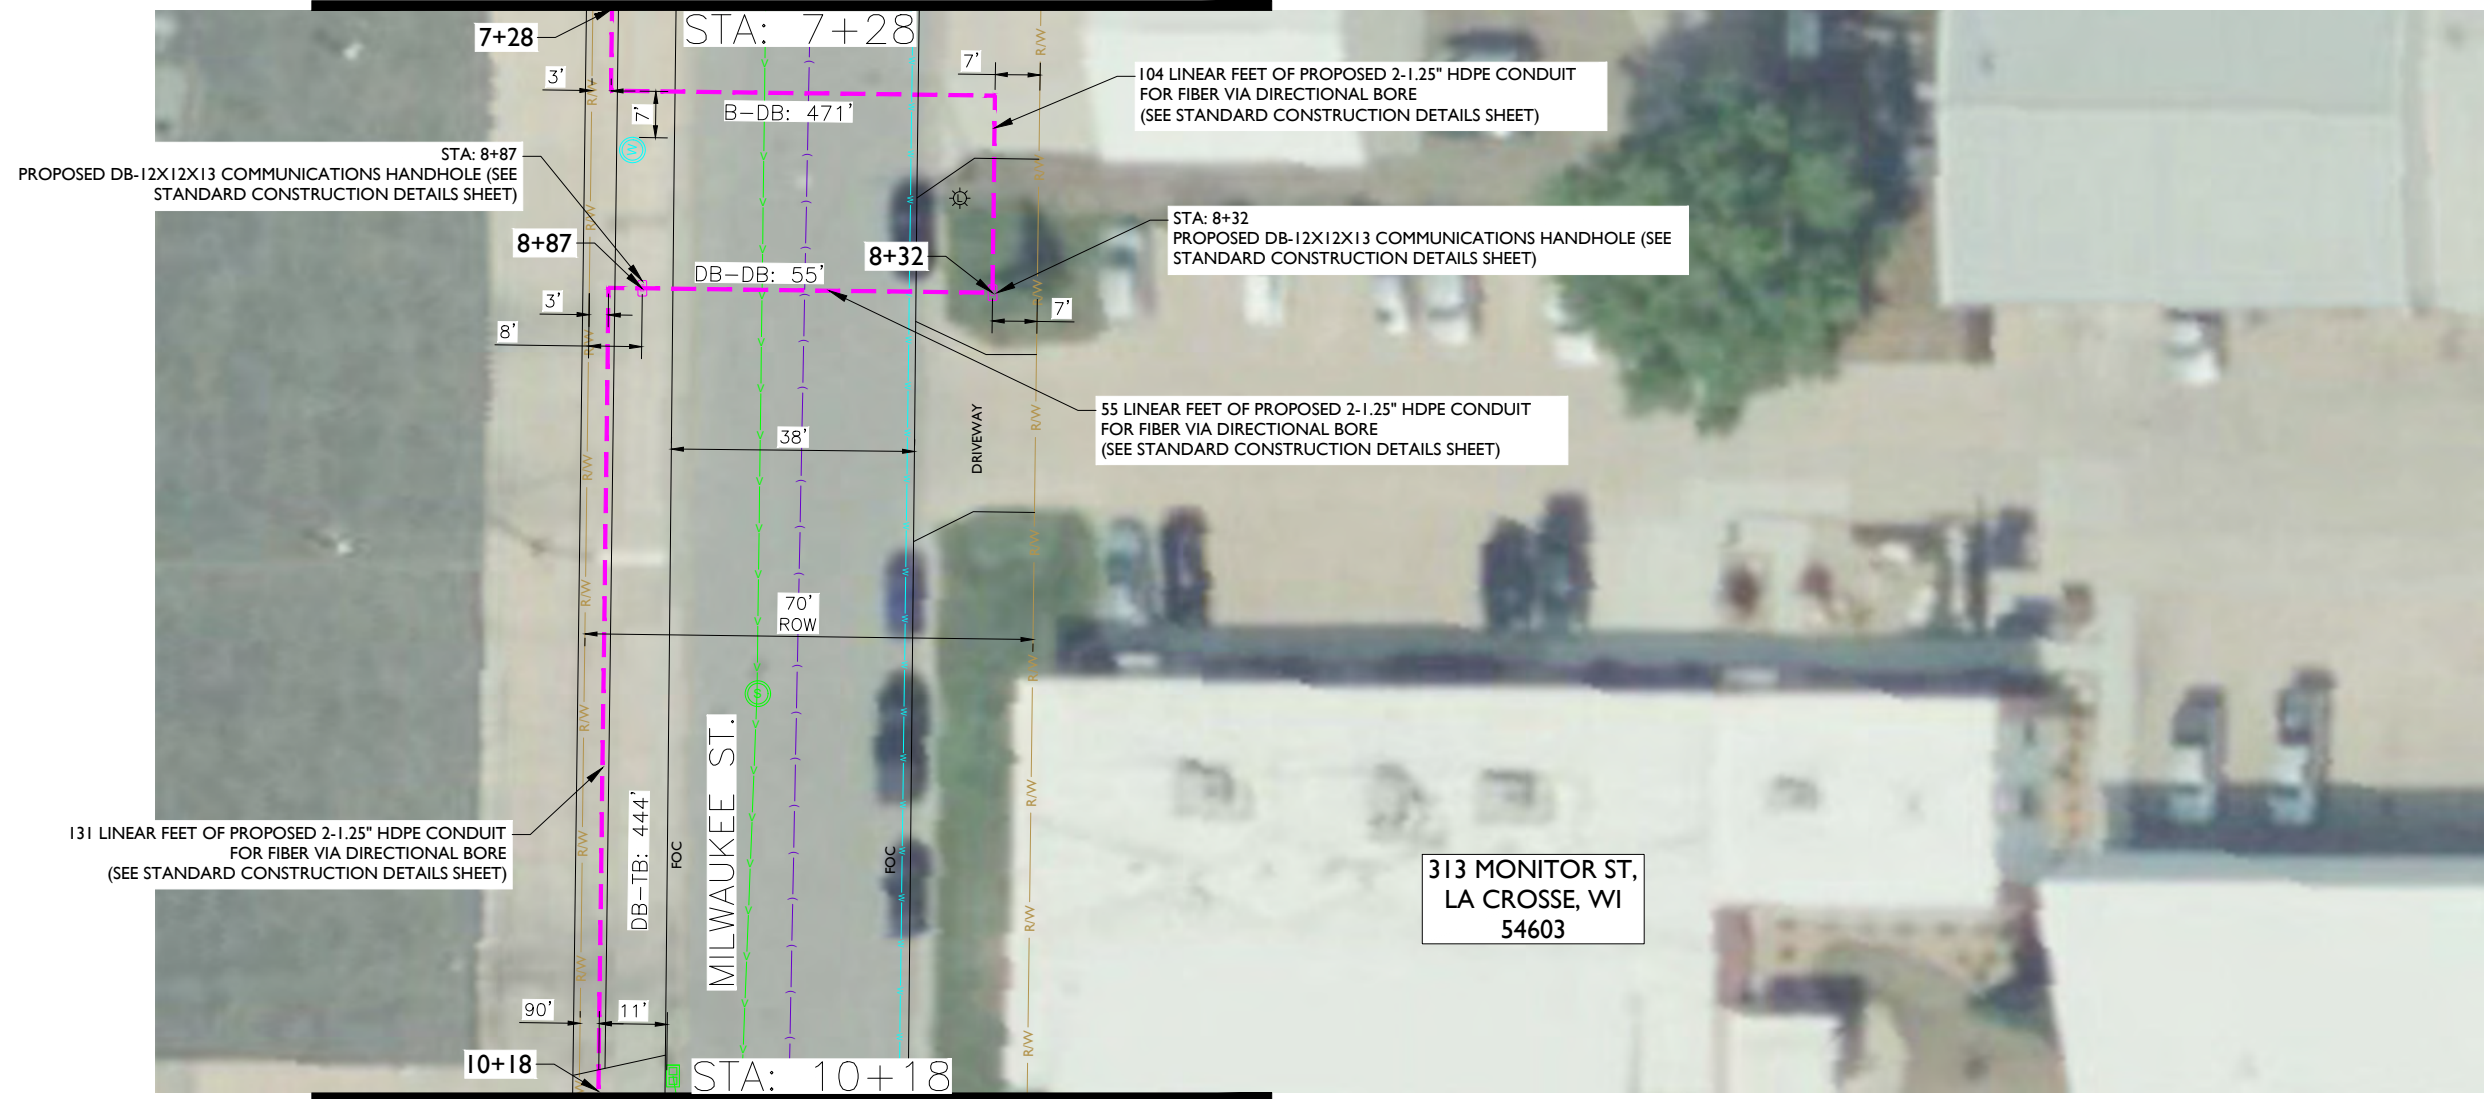 STA: 7+28
7+28
3'
7'
7'
B-DB: 471'
104 LINEAR FEET OF PROPOSED 2-1.25" HDPE CONDUIT
FOR FIBER VIA DIRECTIONAL BORE
(SEE STANDARD CONSTRUCTION DETAILS SHEET)
R/W
R/W
W
R/W
STA: 8+87
PROPOSED DB-12X12X13 COMMUNICATIONS HANDHOLE (SEE
STANDARD CONSTRUCTION DETAILS SHEET)
R/W
W
L
STA: 8+32
PROPOSED DB-12X12X13 COMMUNICATIONS HANDHOLE (SEE
STANDARD CONSTRUCTION DETAILS SHEET)
8+87
8+32
DB-DB: 55'
R/W
3'
8'
7'
R/W
55 LINEAR FEET OF PROPOSED 2-1.25" HDPE CONDUIT
FOR FIBER VIA DIRECTIONAL BORE
(SEE STANDARD CONSTRUCTION DETAILS SHEET)
38'
DRIVEWAY
R/W
R/W
R/W
W
R/W
R/W
70'
ROW
W
R/W
S
R/W
W
R/W
MILWAUKEE ST.
DB-TB: 444'
FOC
FOC
131 LINEAR FEET OF PROPOSED 2-1.25" HDPE CONDUIT
FOR FIBER VIA DIRECTIONAL BORE
(SEE STANDARD CONSTRUCTION DETAILS SHEET)
R/W
W
R/W
313 MONITOR ST,
LA CROSSE, WI
54603
R/W
90'
11'
R/W
10+18
STA: 10+18